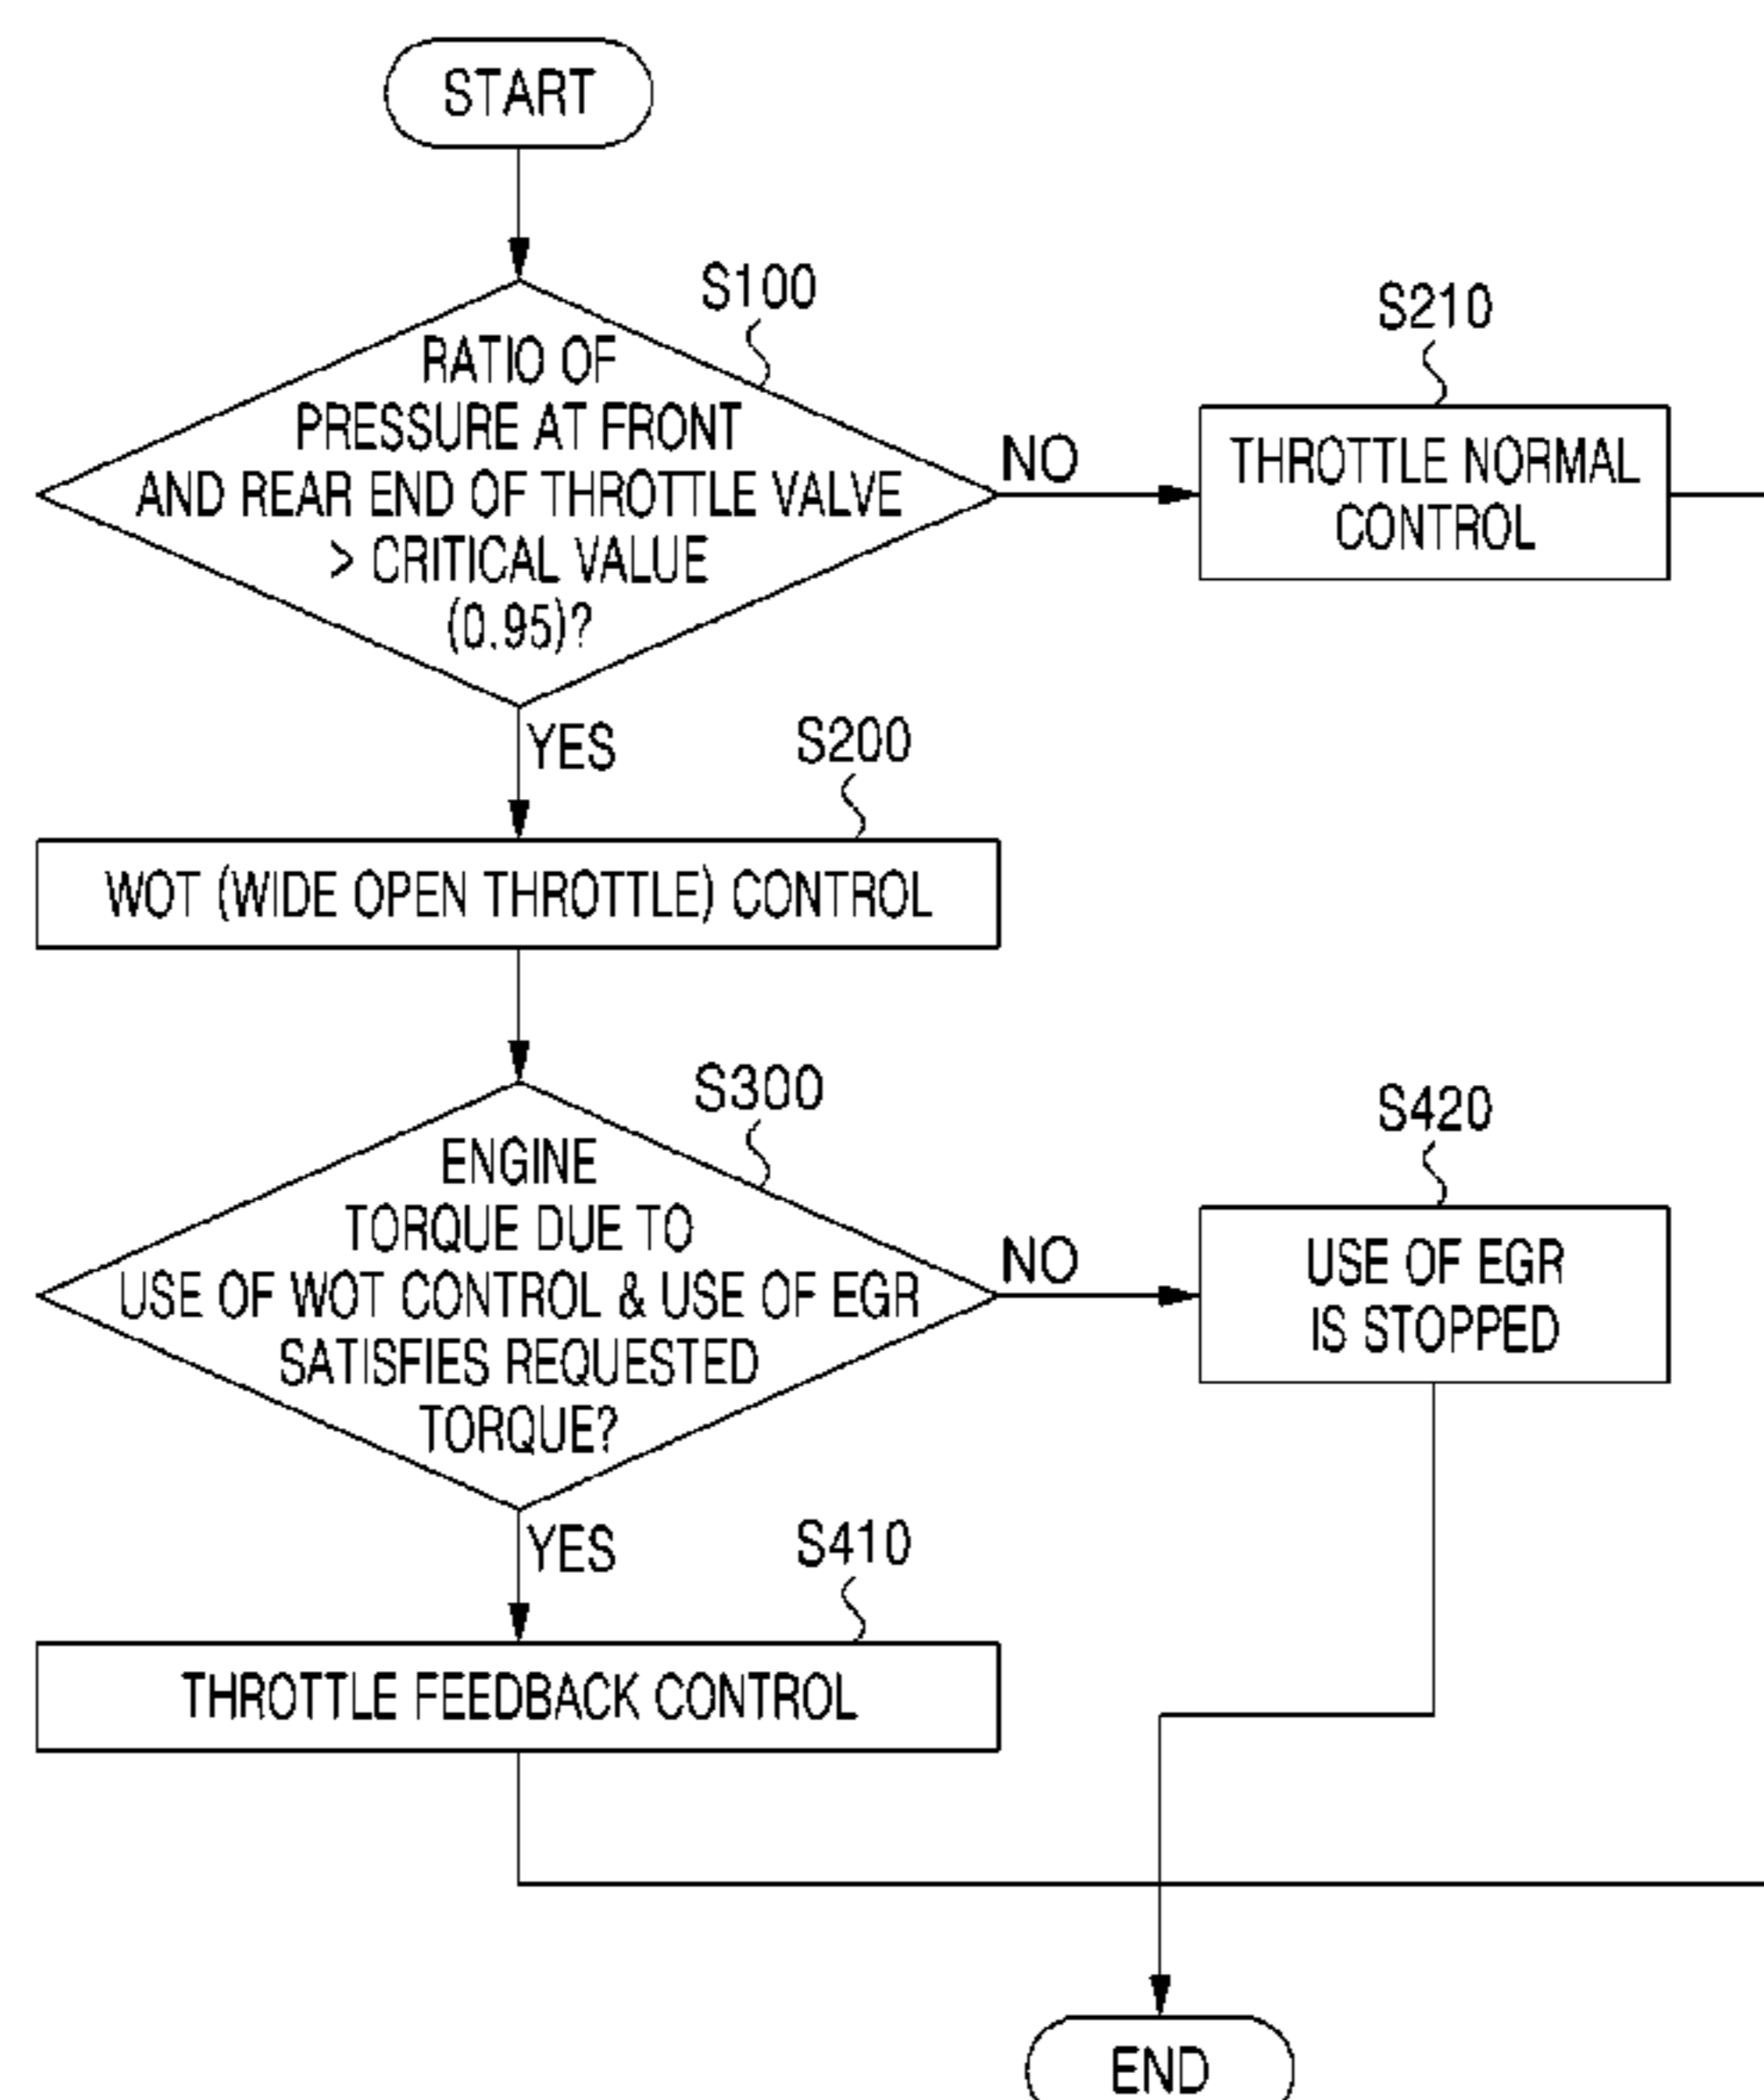 START
S100
RATIO OF
PRESSURE AT FRONT
AND REAR END OF THROTTLE VALVE
> CRITICAL VALUE
(0.95)?
NO
S210
THROTTLE NORMAL
CONTROL
YES
S200
WOT (WIDE OPEN THROTTLE) CONTROL
S300
ENGINE
TORQUE DUE TO
USE OF WOT CONTROL & USE OF EGR
SATISFIES REQUESTED
TORQUE?
NO
S420
USE OF EGR
IS STOPPED
YES
S410
THROTTLE FEEDBACK CONTROL
END